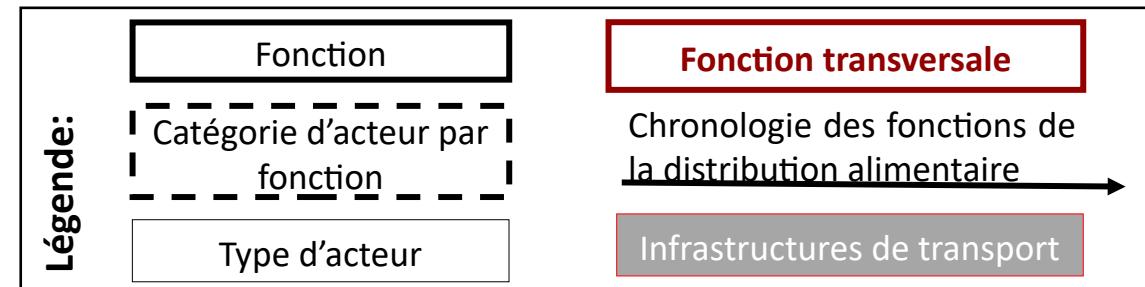 Légende:
Fonction
Fonction transversale
Catégorie d’acteur par
fonction
Chronologie des fonctions de
la distribution alimentaire
Type d’acteur
Infrastructures de transport